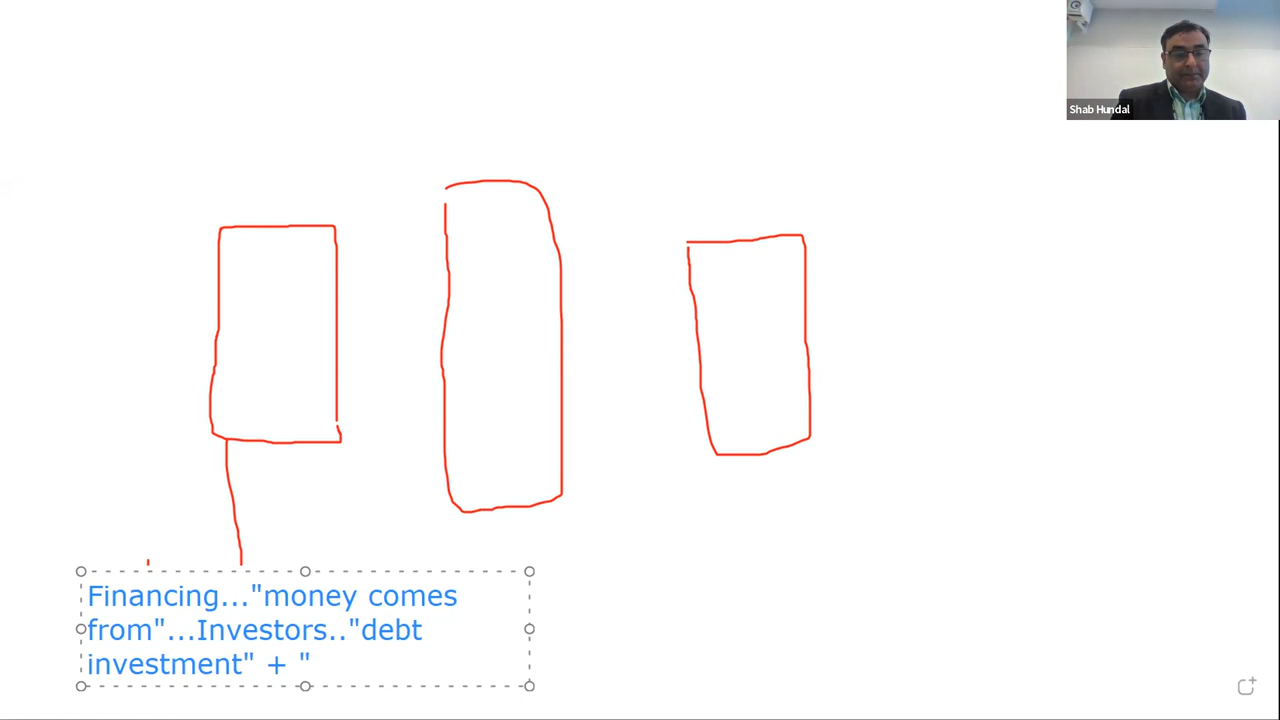 Shab Hundal
Financing..."money comes
from"...Investors.."debt
investment" + "